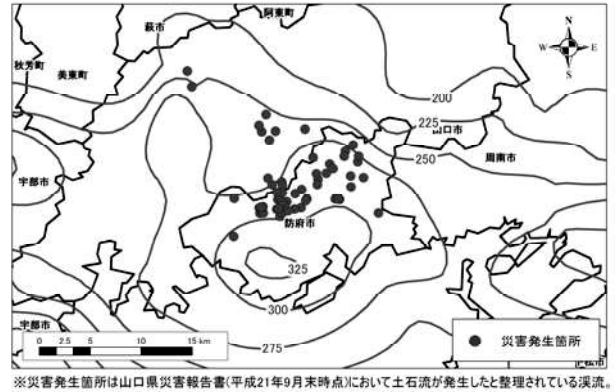 阿東町
萩市
N
W E
S
秋芳町
美東町
200
225
山口市
250
周南市
宇部市
防府市
325
300
宇部市
275
0 2.5 5 10 15 km
災害発生箇所
※災害発生箇所は山口県災害報告書(平成21年9月末時点)において土石流が発生したと整理されている渓流。